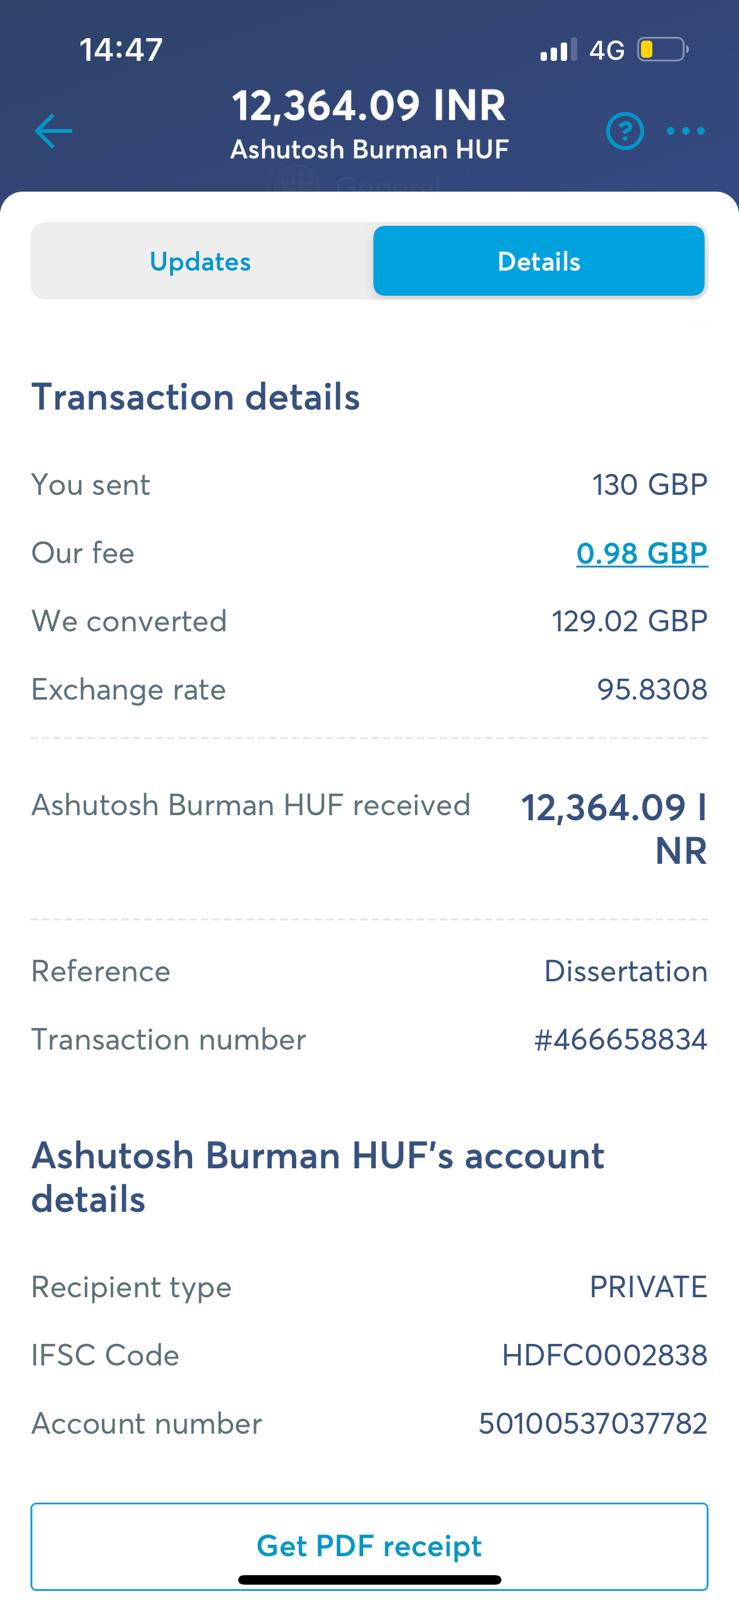 14:47
4G
12,364.09 INR
Ashutosh Burman HUF
General
Updates
Details
Transaction details
You sent
130 GBP
Our fee
0.98 GBP
We converted
129.02 GBP
Exchange rate
95.8308
Ashutosh Burman HUF received
12,364.09 I
NR
Reference
Dissertation
Transaction number
#466658834
Ashutosh Burman HUF's account
details
Recipient type
PRIVATE
IFSC Code
HDFC0002838
Account number
50100537037782
Get PDF receipt